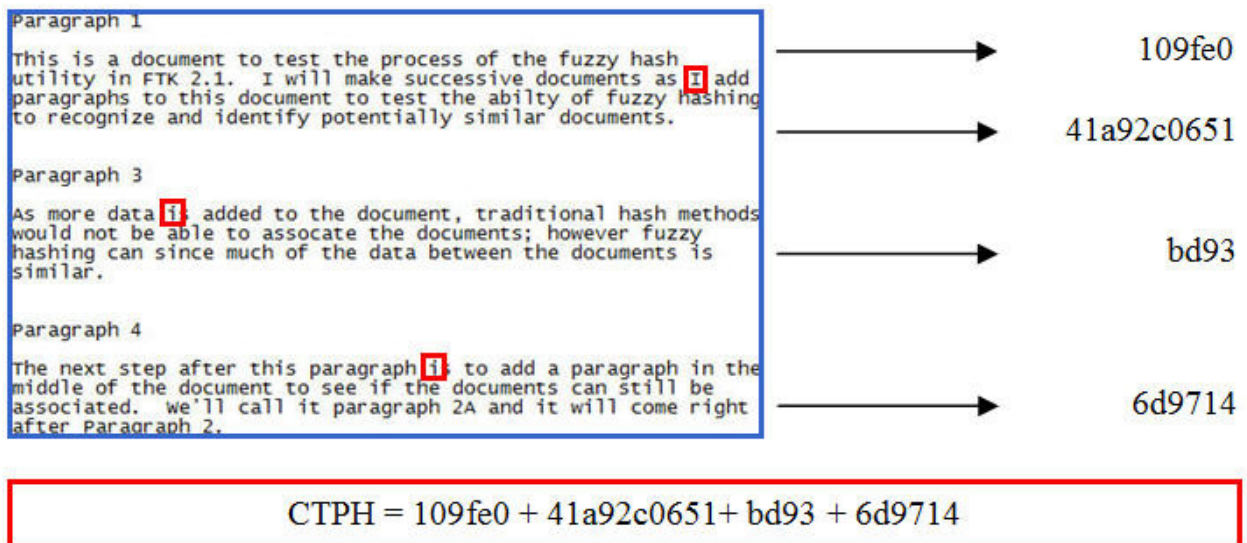 Paragraph 1
This is a document to test the process of the fuzzy hash
utility in FTK 2.1.  I will make successive documents as I add
paragraphs to this document to test the abilty of fuzzy hashing
to recognize and identify potentially similar documents.
Paragraph 3
As more data is added to the document, traditional hash methods
would not be able to assocate the documents; however fuzzy
hashing can since much of the data between the documents is
similar.
Paragraph 4
The next step after this paragraph is to add a paragraph in the
middle of the document to see if the documents can still be
associated.  We'll call it paragraph 2A and it will come right
after Paragraph 2.
109fe0
41a92c0651
bd93
6d9714
CTPH = 109fe0 + 41a92c0651+ bd93 + 6d9714